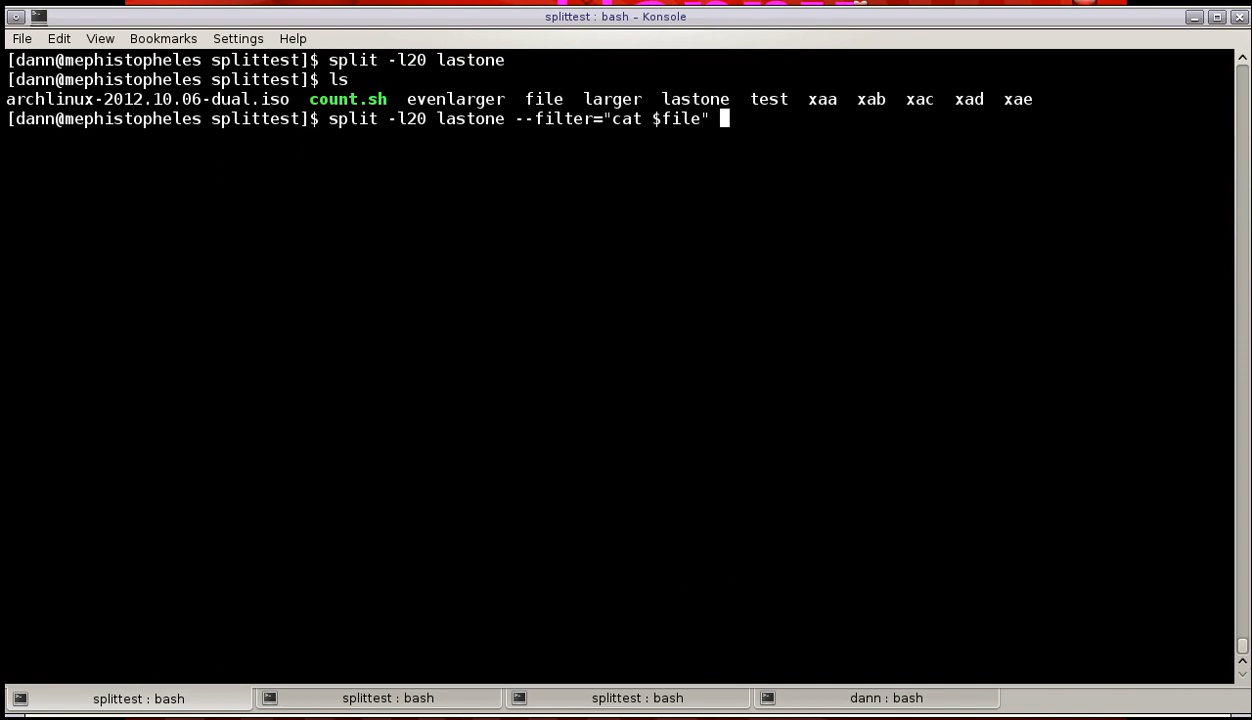 splittest : bash – Konsole
File Edit View Bookmarks Settings Help
[dann@mephistopheles splittest]$ split -l20 lastone
[dann@mephistopheles splittest]$ ls
archlinux-2012.10.06-dual.iso count.sh evenlarger file larger lastone test xaa xab xac xad xae
[dann@mephistopheles splittest]$ split -l20 lastone --filter="cat $file"
splittest : bash splittest : bash splittest : bash dann : bash